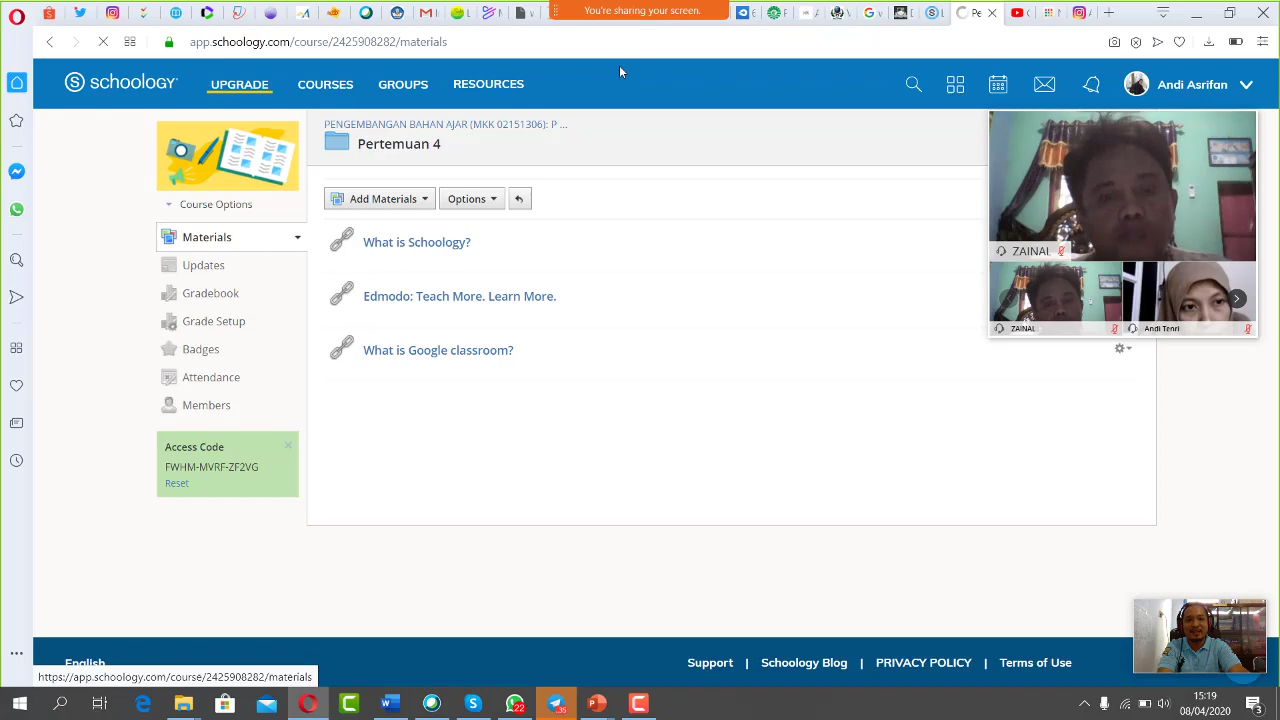 You're sharing your screen.
app.schoology.com/course/2425908282/materials
schoology
UPGRADE
COURSES
GROUPS
RESOURCES
Andi Asrifan
PENGEMBANGAN BAHAN AJAR (MKK 02151306): P ...
Pertemuan 4
Add Materials
Options
Course Options
Materials
Updates
Gradebook
Grade Setup
Badges
Attendance
Members
What is Schoology?
Edmodo: Teach More. Learn More.
What is Google classroom?
ZAINAL
ZAINAL
Andi Tenri
Access Code
FWHM-MVRF-ZF2VG
Reset
English
Support | Schoology Blog | PRIVACY POLICY | Terms of Use
https://app.schoology.com/course/2425908282/materials
22
35
15:19
08/04/2020
3